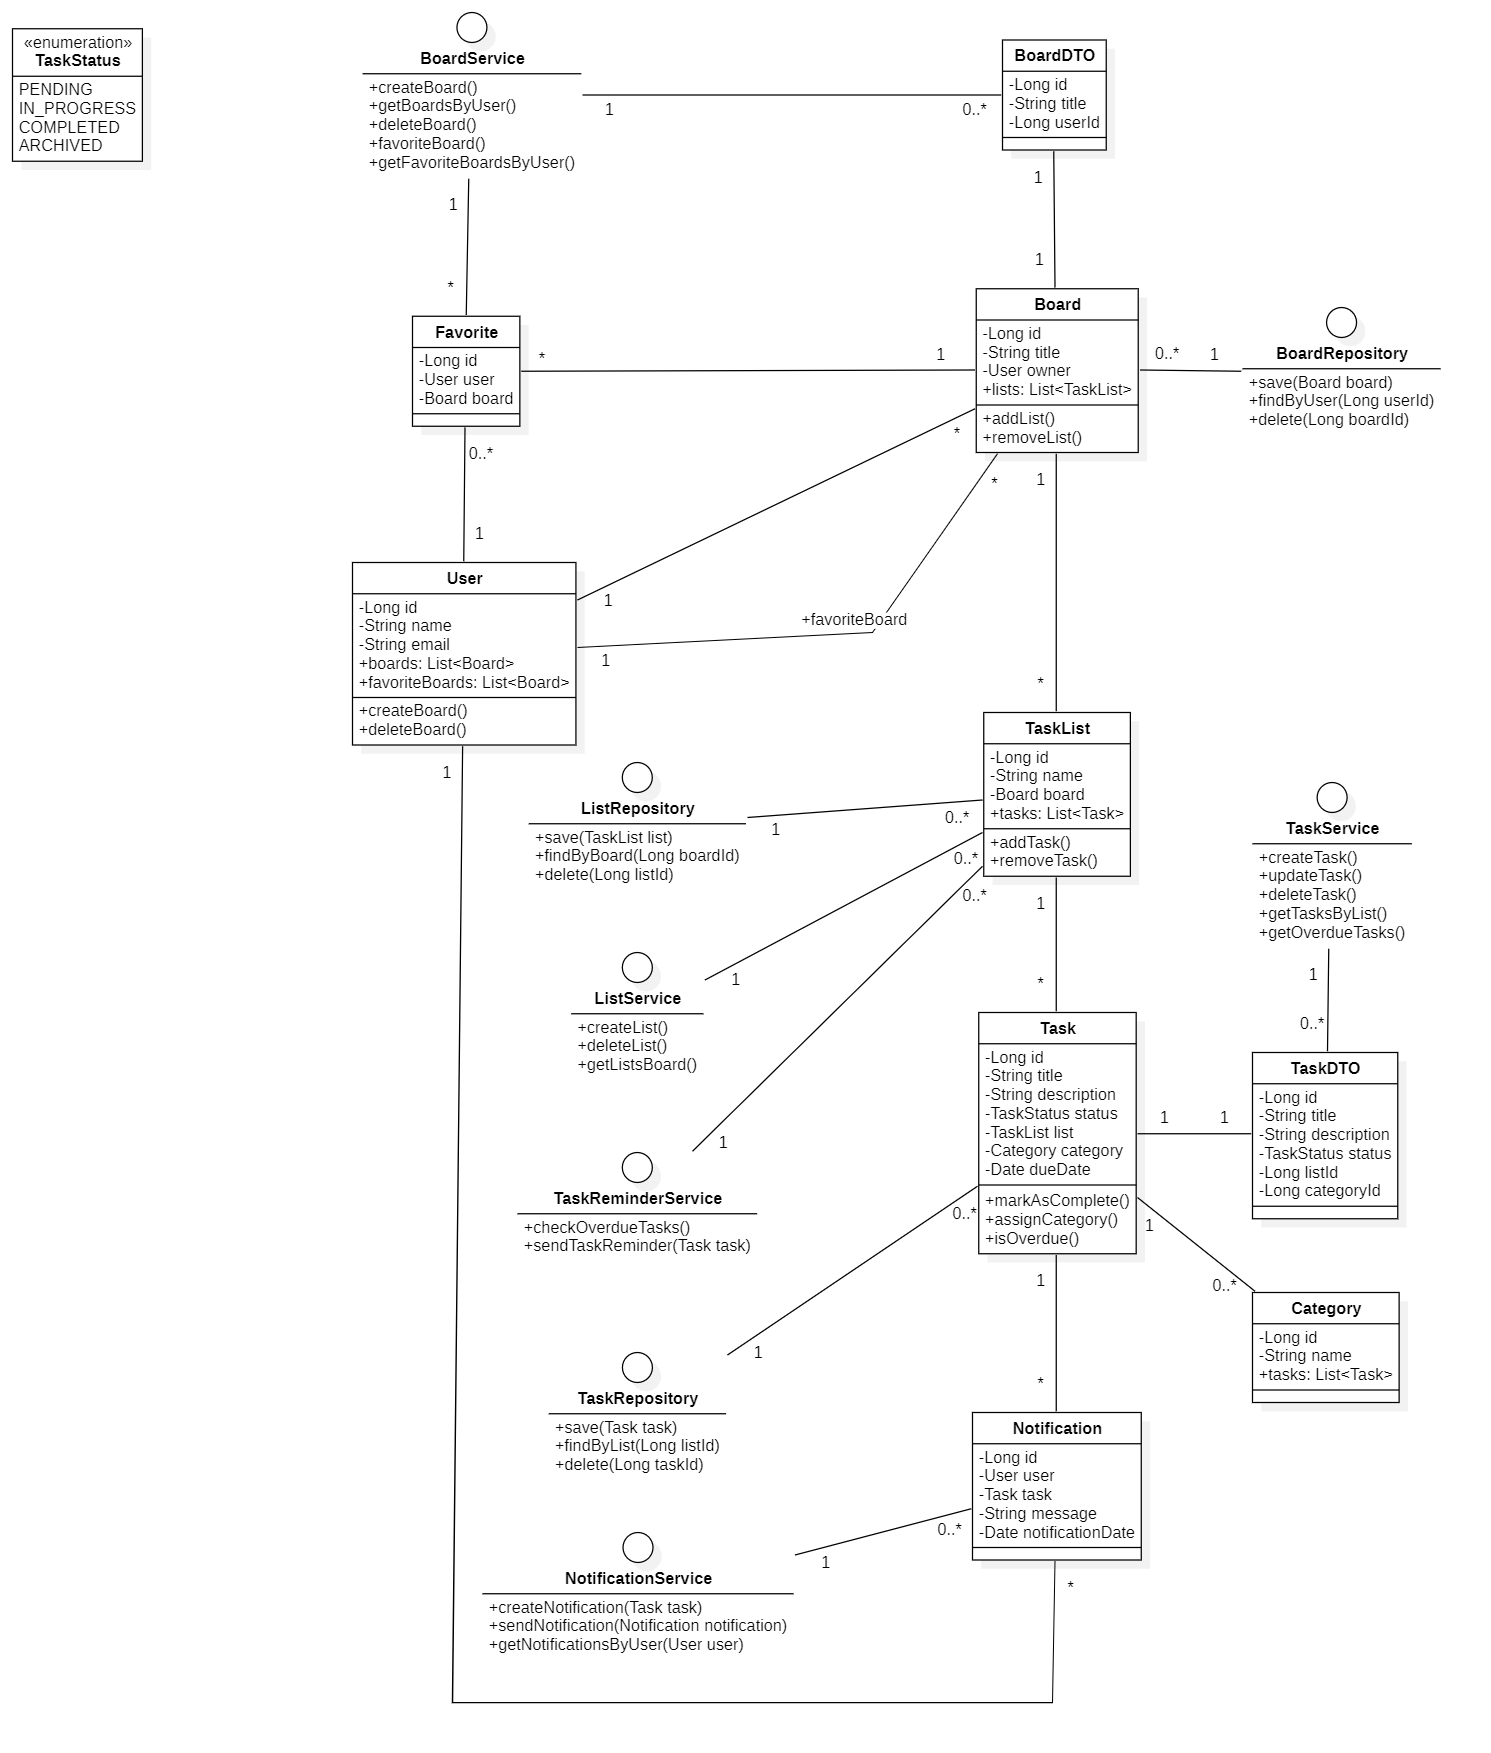 «enumeration»
TaskStatus
PENDING
IN_PROGRESS
COMPLETED
ARCHIVED
BoardService
+createBoard()
+getBoardsByUser()
+deleteBoard()
+favoriteBoard()
+getFavoriteBoardsByUser()
1
0..*
BoardDTO
-Long id
-String title
-Long userId
1
1
1
*
Favorite
-Long id
-User user
-Board board
*
1
Board
-Long id
-String title
-User owner
+lists: List<TaskList>
+addList()
+removeList()
0..*
1
BoardRepository
+save(Board board)
+findByUser(Long userId)
+delete(Long boardId)
0..*
1
*
*
1
User
-Long id
-String name
-String email
+boards: List<Board>
+favoriteBoards: List<Board>
+createBoard()
+deleteBoard()
1
1
+favoriteBoard
*
1
TaskList
-Long id
-String name
-Board board
+tasks: List<Task>
+addTask()
+removeTask()
ListRepository
+save(TaskList list)
+findByBoard(Long boardId)
+delete(Long listId)
1
0..*
0..*
0..*
1
TaskService
+createTask()
+updateTask()
+deleteTask()
+getTasksByList()
+getOverdueTasks()
1
0..*
ListService
+createList()
+deleteList()
+getListsBoard()
1
*
Task
-Long id
-String title
-String description
-TaskStatus status
-TaskList list
-Category category
-Date dueDate
+markAsComplete()
+assignCategory()
+isOverdue()
1
1
TaskDTO
-Long id
-String title
-String description
-TaskStatus status
-Long listId
-Long categoryId
1
TaskReminderService
+checkOverdueTasks()
+sendTaskReminder(Task task)
0..*
1
0..*
1
Category
-Long id
-String name
+tasks: List<Task>
1
TaskRepository
+save(Task task)
+findByList(Long listId)
+delete(Long taskId)
*
Notification
-Long id
-User user
-Task task
-String message
-Date notificationDate
0..*
1
*
NotificationService
+createNotification(Task task)
+sendNotification(Notification notification)
+getNotificationsByUser(User user)